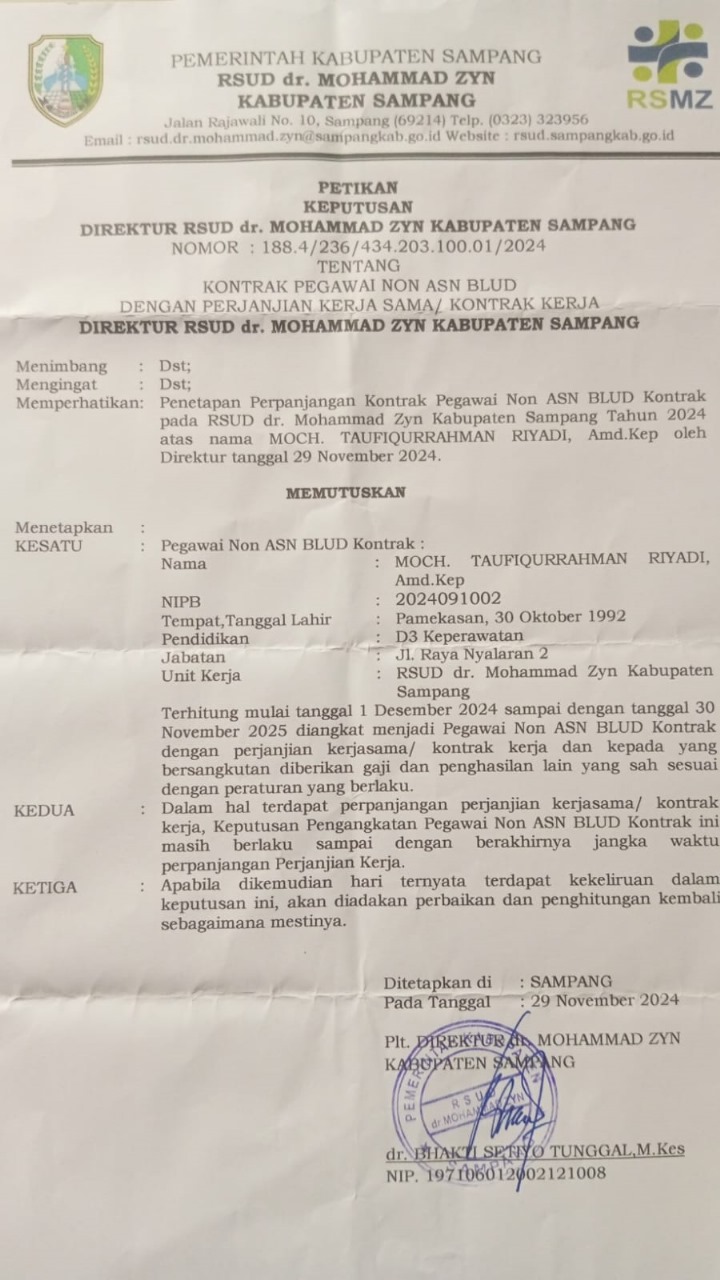 PEMERINTAH KABUPATEN SAMPANG
RSUD dr. MOHAMMAD ZYN
KABUPATEN SAMPANG
RSMZ
Jalan Rajawali No. 10, Sampang (69214) Telp. (0323) 323956
Email : rsud.dr.mohammad.zyn@sampangkab.go.id Website : rsud.sampangkab.go.id
PETIKAN
KEPUTUSAN
DIREKTUR RSUD dr. MOHAMMAD ZYN KABUPATEN SAMPANG
NOMOR : 188.4/236/434.203.100.01/2024
TENTANG
KONTRAK PEGAWAI NON ASN BLUD
DENGAN PERJANJIAN KERJA SAMA/ KONTRAK KERJA
DIREKTUR RSUD dr. MOHAMMAD ZYN KABUPATEN SAMPANG
Menimbang : Dst;
Mengingat : Dst;
Memperhatikan: Penetapan Perpanjangan Kontrak Pegawai Non ASN BLUD Kontrak
pada RSUD dr. Mohammad Zyn Kabupaten Sampang Tahun 2024
atas nama MOCH. TAUFIQURRAHMAN RIYADI, Amd.Kep oleh
Direktur tanggal 29 November 2024.
MEMUTUSKAN
Menetapkan :
KESATU : Pegawai Non ASN BLUD Kontrak :
Nama : MOCH. TAUFIQURRAHMAN RIYADI,
Amd.Kep
NIPB : 2024091002
Tempat,Tanggal Lahir : Pamekasan, 30 Oktober 1992
Pendidikan : D3 Keperawatan
Jabatan : Jl. Raya Nyalaran 2
Unit Kerja : RSUD dr. Mohammad Zyn Kabupaten
Sampang
Terhitung mulai tanggal 1 Desember 2024 sampai dengan tanggal 30
November 2025 diangkat menjadi Pegawai Non ASN BLUD Kontrak
dengan perjanjian kerjasama/ kontrak kerja dan kepada yang
bersangkutan diberikan gaji dan penghasilan lain yang sah sesuai
dengan peraturan yang berlaku.
KEDUA : Dalam hal terdapat perpanjangan perjanjian kerjasama/ kontrak
kerja, Keputusan Pengangkatan Pegawai Non ASN BLUD Kontrak ini
masih berlaku sampai dengan berakhirnya jangka waktu
perpanjangan Perjanjian Kerja.
KETIGA : Apabila dikemudian hari ternyata terdapat kekeliruan dalam
keputusan ini, akan diadakan perbaikan dan penghitungan kembali
sebagaimana mestinya.
Ditetapkan di : SAMPANG
Pada Tanggal : 29 November 2024
Plt. DIREKTUR dr. MOHAMMAD ZYN
KABUPATEN SAMPANG
PEMERINTAH KABUPATEN
RSUD
dr MOHAMMAD ZYN
SAMPANG
dr. BHAKTI SETIYO TUNGGAL,M.Kes
NIP. 197106012002121008